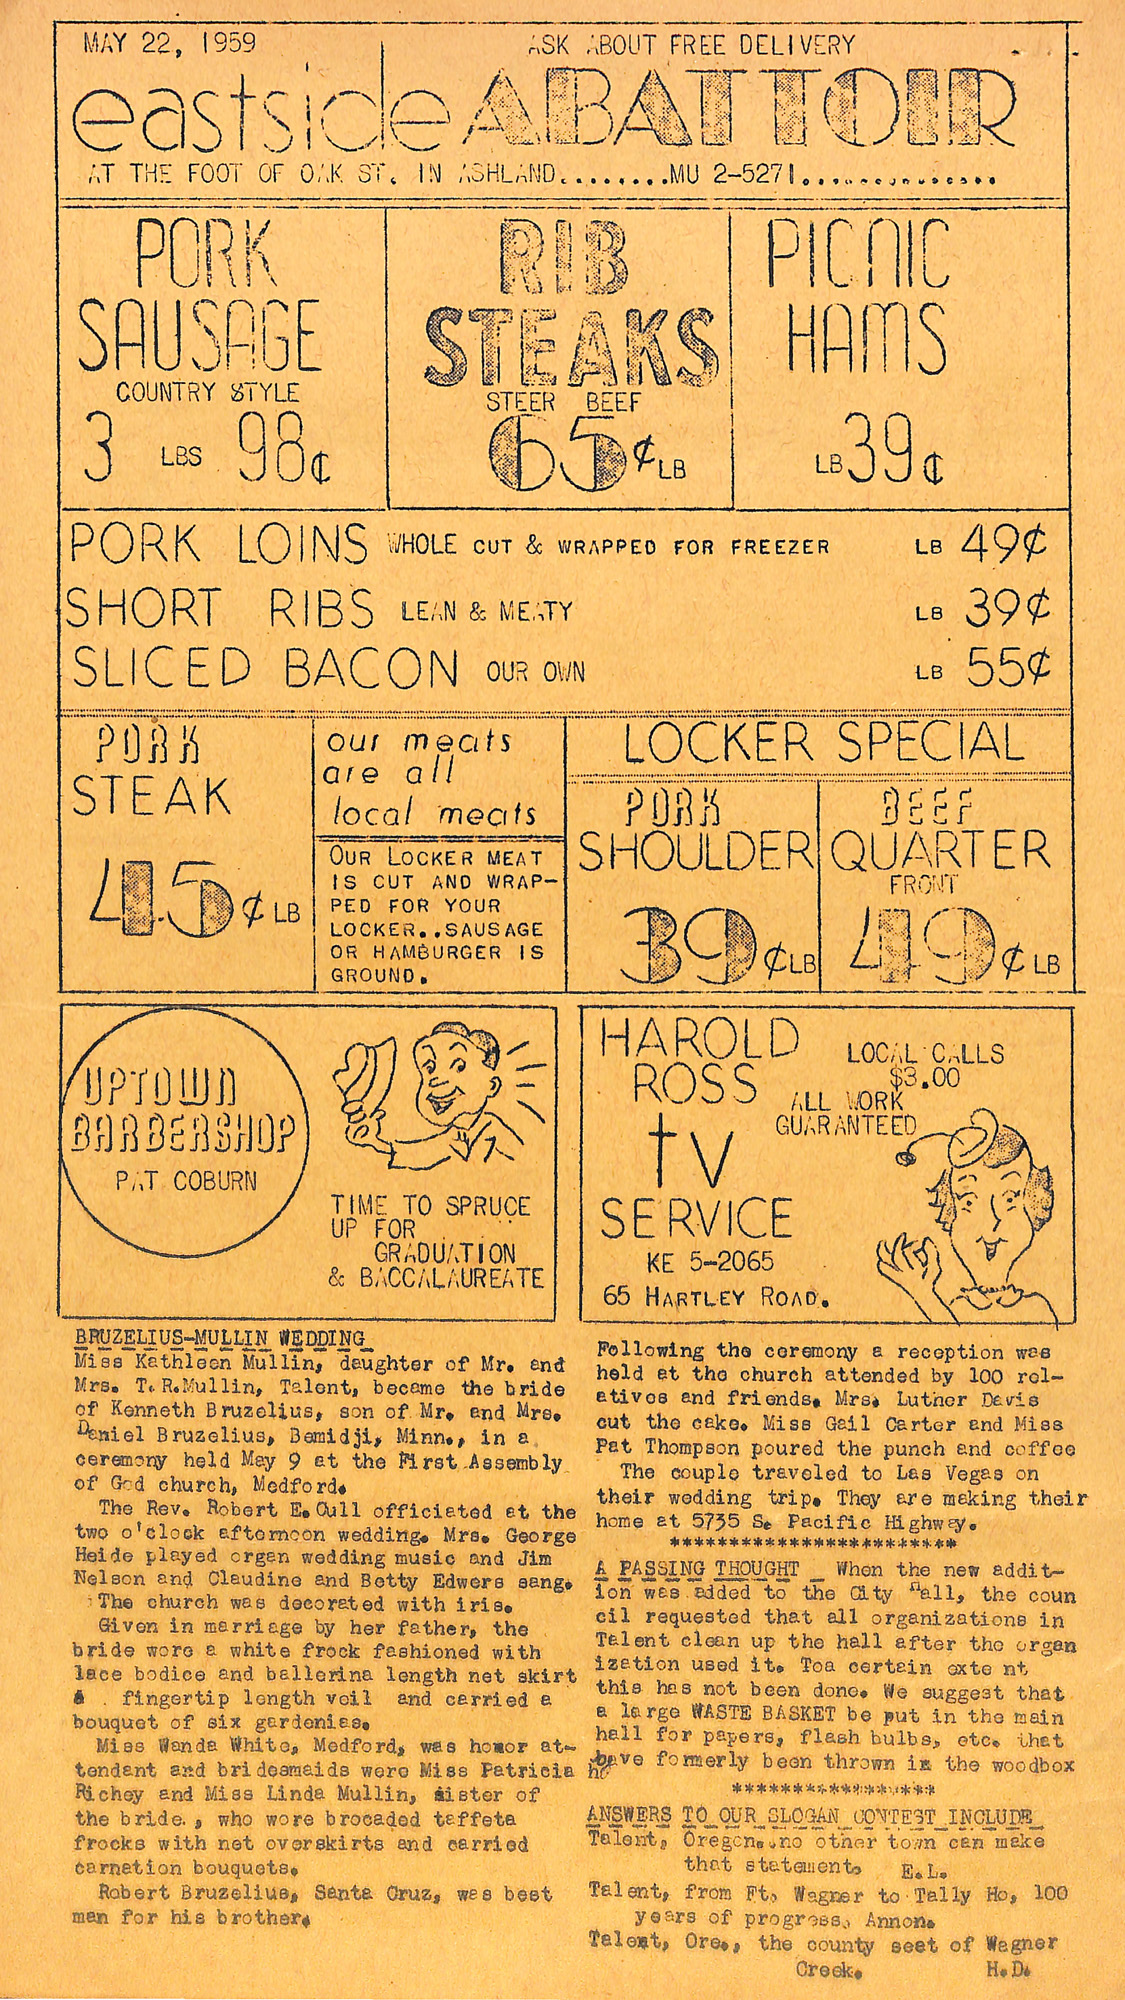 MAY 22, 1959
ASK ABOUT FREE DELIVERY
eastside ABATTOIR
AT THE FOOT OF OAK ST. IN ASHLAND........MU 2-5271...............
PORK
SAUSAGE
COUNTRY STYLE
3 LBS 98¢
RIB
STEAKS
STEER BEEF
65¢ LB
PICNIC
HAMS
LB 39¢
PORK LOINS WHOLE CUT & WRAPPED FOR FREEZER LB 49¢
SHORT RIBS LEAN & MEATY LB 39¢
SLICED BACON OUR OWN LB 55¢
PORK
STEAK
45¢ LB
our meats
are all
local meats
OUR LOCKER MEAT
IS CUT AND WRAP-
PED FOR YOUR
LOCKER..SAUSAGE
OR HAMBURGER IS
GROUND.
LOCKER SPECIAL
PORK
SHOULDER
39¢ LB
BEEF
QUARTER
FRONT
49¢ LB
UPTOWN
BARBERSHOP
PAT COBURN
TIME TO SPRUCE
UP FOR
GRADUATION
& BACCALAUREATE
HAROLD
ROSS
tv
SERVICE
KE 5-2065
65 HARTLEY ROAD.
LOCAL CALLS
$3.00
ALL WORK
GUARANTEED
BRUZELIUS-MULLIN WEDDING
Miss Kathleen Mullin, daughter of Mr. and
Mrs. T.R.Mullin, Talent, became the bride
of Kenneth Bruzelius, son of Mr. and Mrs.
Daniel Bruzelius, Bemidji, Minn., in a
ceremony held May 9 at the First Assembly
of God church, Medford.
The Rev. Robert E. Cull officiated at the
two o'clock afternoon wedding. Mrs. George
Heide played organ wedding music and Jim
Nelson and Claudine and Betty Edwers sang.
The church was decorated with iris.
Given in marriage by her father, the
bride wore a white frock fashioned with
lace bodice and ballerina length net skirt
& . fingertip length veil and carried a
bouquet of six gardenias.
Miss Wanda White, Medford, was honor at-
tendant and bridesmaids were Miss Patricia
Richey and Miss Linda Mullin, sister of
the bride., who wore brocaded taffeta
frocks with net overskirts and carried
carnation bouquets.
Robert Bruzelius, Santa Cruz, was best
man for his brother.
Following the ceremony a reception was
held at the church attended by 100 rel-
atives and friends. Mrs. Luther Davis
cut the cake. Miss Gail Carter and Miss
Pat Thompson poured the punch and coffee
The couple traveled to Las Vegas on
their wedding trip. They are making their
home at 5735 S. Pacific Highway.
************************
A PASSING THOUGHT _ When the new addit-
ion was added to the City Hall, the coun
cil requested that all organizations in
Talent clean up the hall after the organ
ization used it. Toa certain exte nt
this has not been done. We suggest that
a large WASTE BASKET be put in the main
hall for papers, flash bulbs, etc. that
have formerly been thrown in the woodbox
*****************
ANSWERS TO OUR SLOGAN CONTEST INCLUDE
Talent, Oregon..no other town can make
that statement. E.L.
Talent, from Ft. Wagner to Tally Ho, 100
years of progress. Annon.
Talent, Ore., the county seet of Wagner
Creek. H.D.